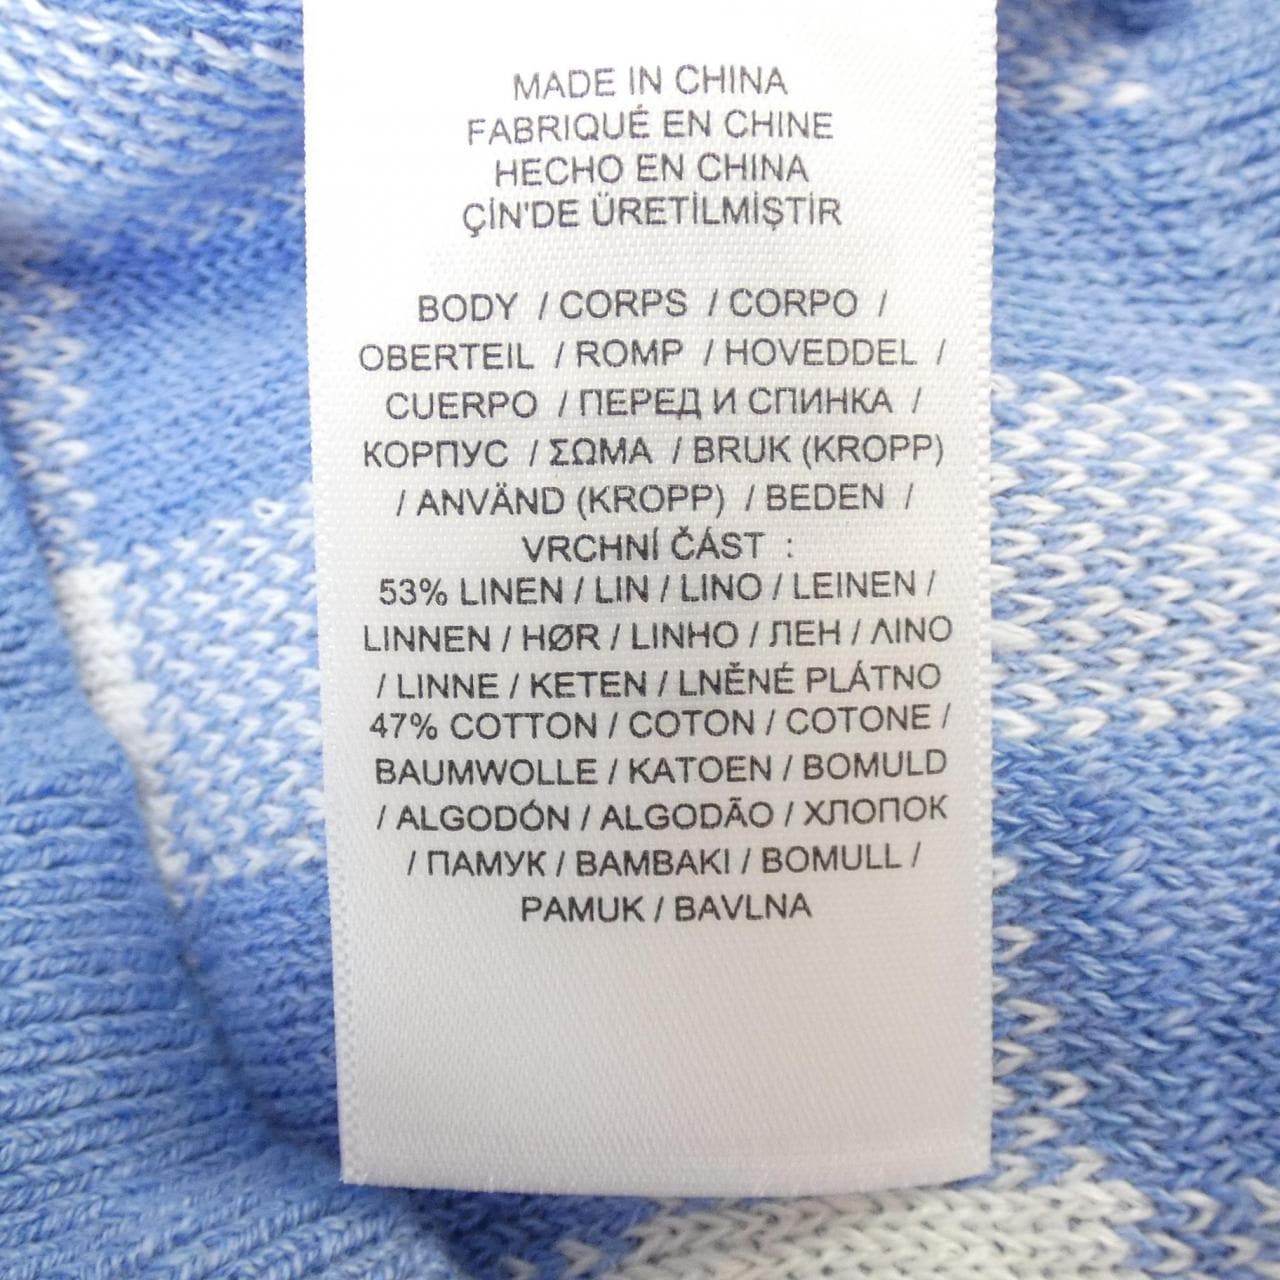 MADE IN CHINA
FABRIQUÉ EN CHINE
HECHO EN CHINA
ÇİN'DE ÜRETİLMİŞTİR
BODY / CORPS / CORPO /
OBERTEIL / ROMP / HOVEDDEL /
CUERPO / ПЕРЕД И СПИНКА /
КОРПУС / ΣΩΜΑ / BRUK (KROPP)
/ ANVÄND (KROPP) / BEDEN /
VRCHNÍ ČÁST :
53% LINEN / LIN / LINO / LEINEN /
LINNEN / HØR / LINHO / ЛЕН / ΛΙΝΟ
/ LINNE / KETEN / LNĚNÉ PLÁTNO
47% COTTON / COTON / COTONE /
BAUMWOLLE / KATOEN / BOMULD
/ ALGODÓN / ALGODÃO / ХЛОПОК
/ ПАМУК / ΒΑΜΒΑΚΙ / BOMULL /
PAMUK / BAVLNA